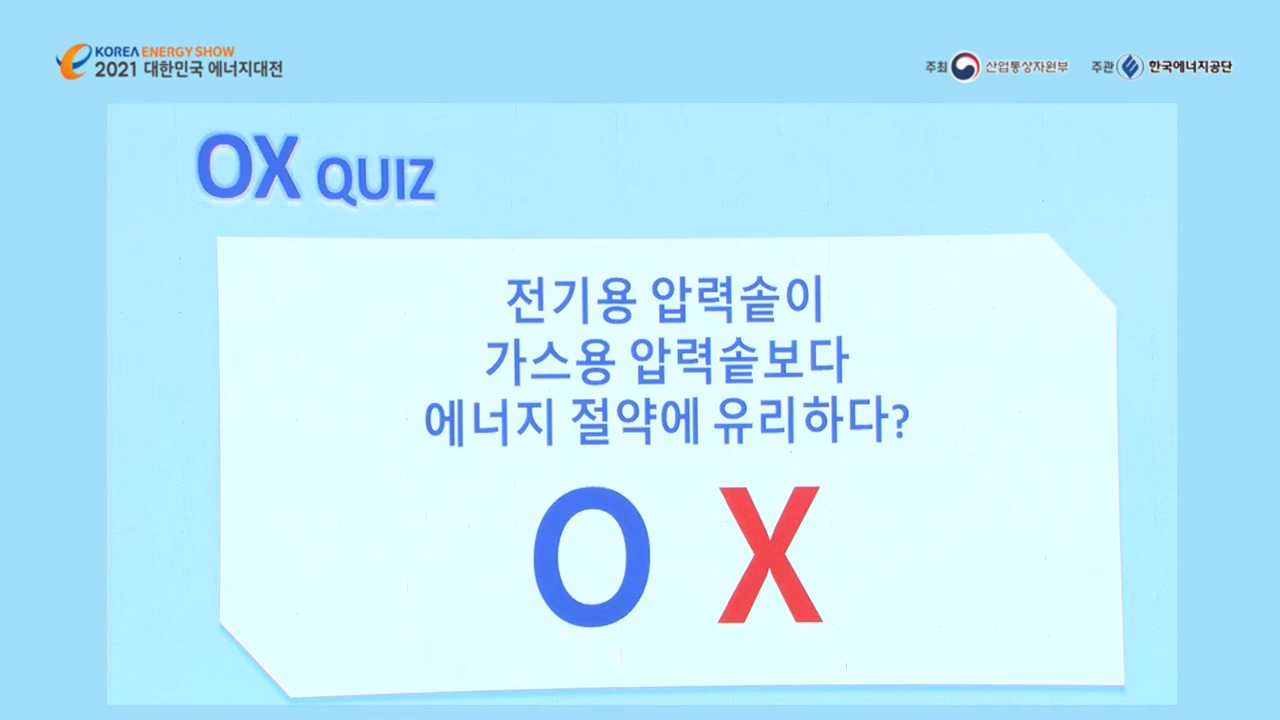 KOREA ENERGY SHOW
2021 대한민국 에너지대전
주최 산업통상자원부 주관 한국에너지공단
OX QUIZ
전기용 압력솥이
가스용 압력솥보다
에너지 절약에 유리하다?
O X